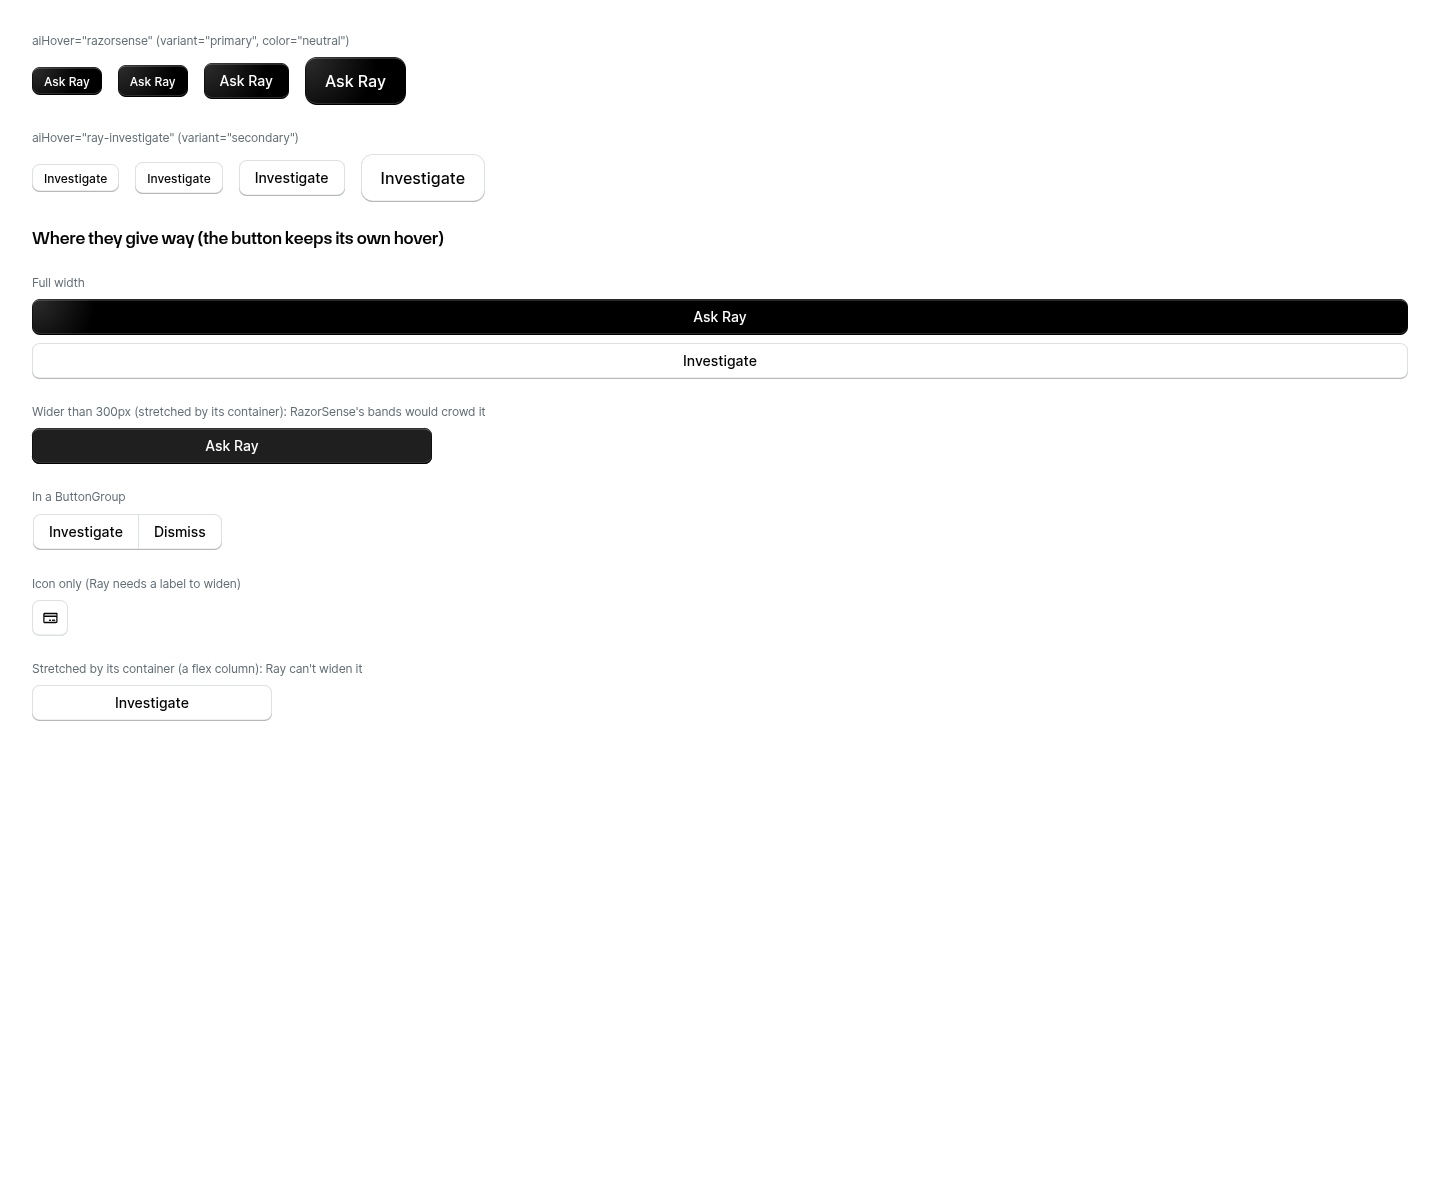 aiHover="razorsense" (variant="primary", color="neutral")
Ask Ray Ask Ray Ask Ray Ask Ray
aiHover="ray-investigate" (variant="secondary")
Investigate Investigate Investigate Investigate
Where they give way (the button keeps its own hover)
Full width
Ask Ray
Investigate
Wider than 300px (stretched by its container): RazorSense's bands would crowd it
Ask Ray
In a ButtonGroup
Investigate Dismiss
Icon only (Ray needs a label to widen)
Stretched by its container (a flex column): Ray can't widen it
Investigate